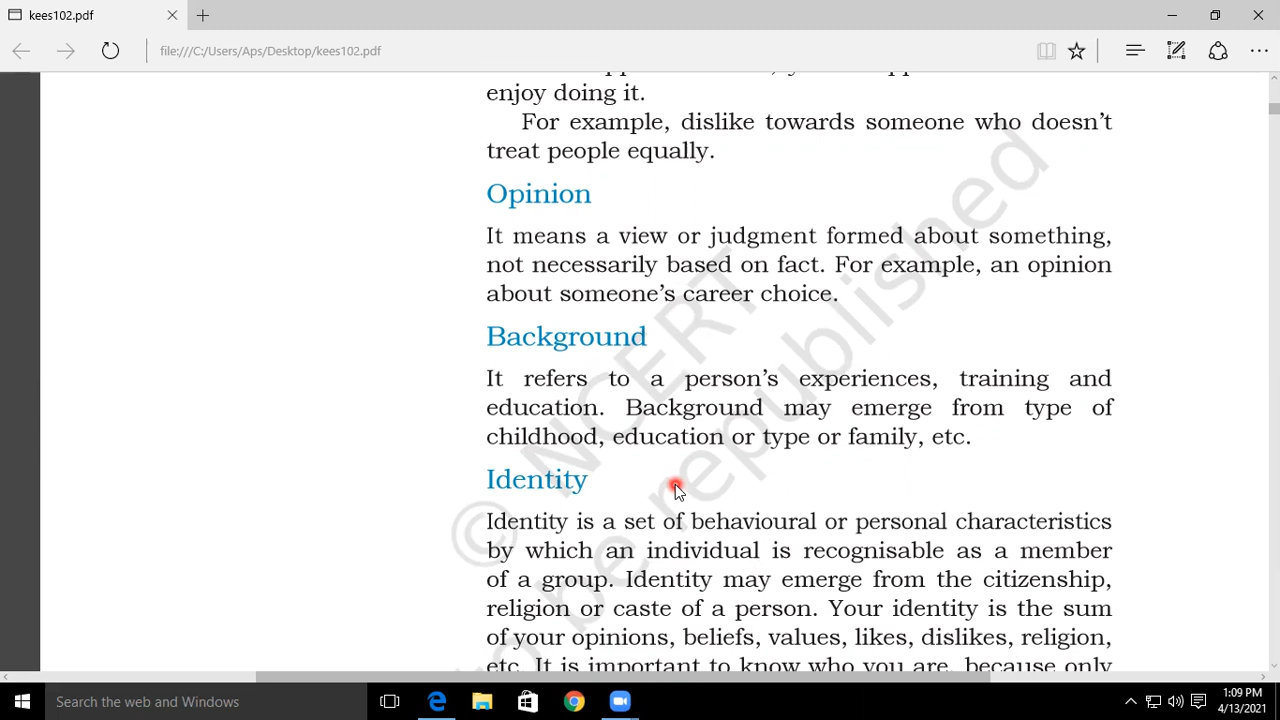 kees102.pdf
file:///C:/Users/Aps/Desktop/kees102.pdf
enjoy doing it.
For example, dislike towards someone who doesn't
treat people equally.
Opinion
It means a view or judgment formed about something,
not necessarily based on fact. For example, an opinion
about someone's career choice.
Background
It refers to a person's experiences, training and
education. Background may emerge from type of
childhood, education or type or family, etc.
Identity
Identity is a set of behavioural or personal characteristics
by which an individual is recognisable as a member
of a group. Identity may emerge from the citizenship,
religion or caste of a person. Your identity is the sum
of your opinions, beliefs, values, likes, dislikes, religion,
etc. It is important to know who you are, because only
© NCERT
be republished
Search the web and Windows
1:09 PM
4/13/2021